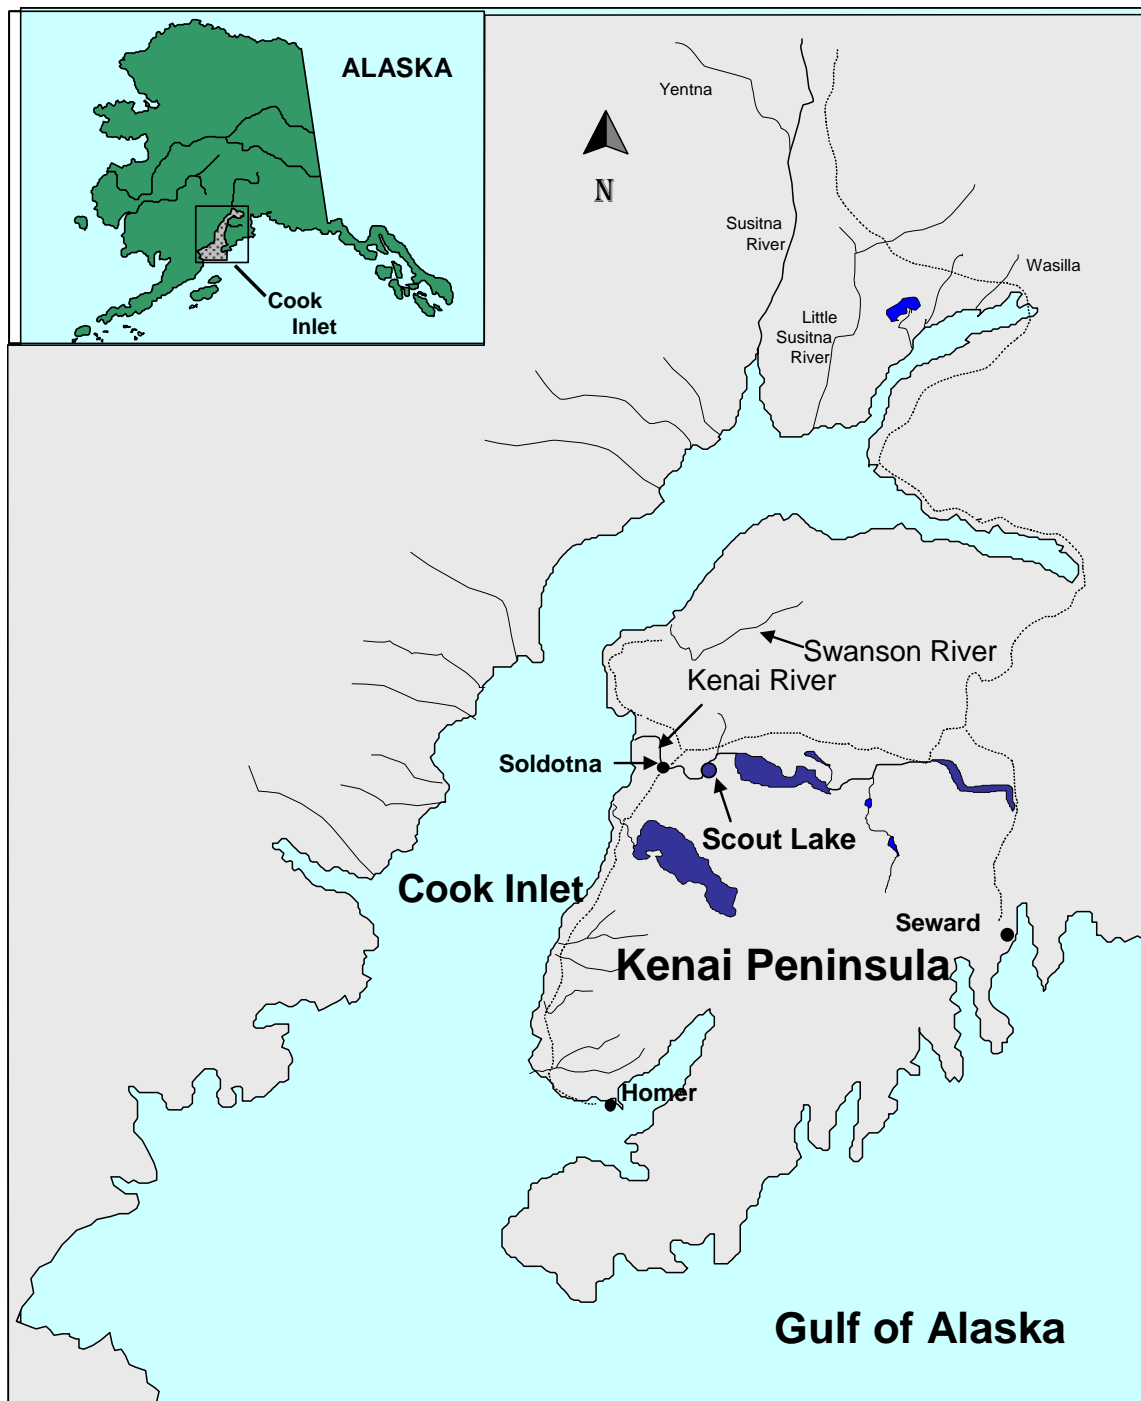 ALASKA
Cook
Inlet
Yentna
N
Susitna
River
Wasilla
Little
Susitna
River
Swanson River
Kenai River
Soldotna
Scout Lake
Cook Inlet
Seward
Kenai Peninsula
Homer
Gulf of Alaska